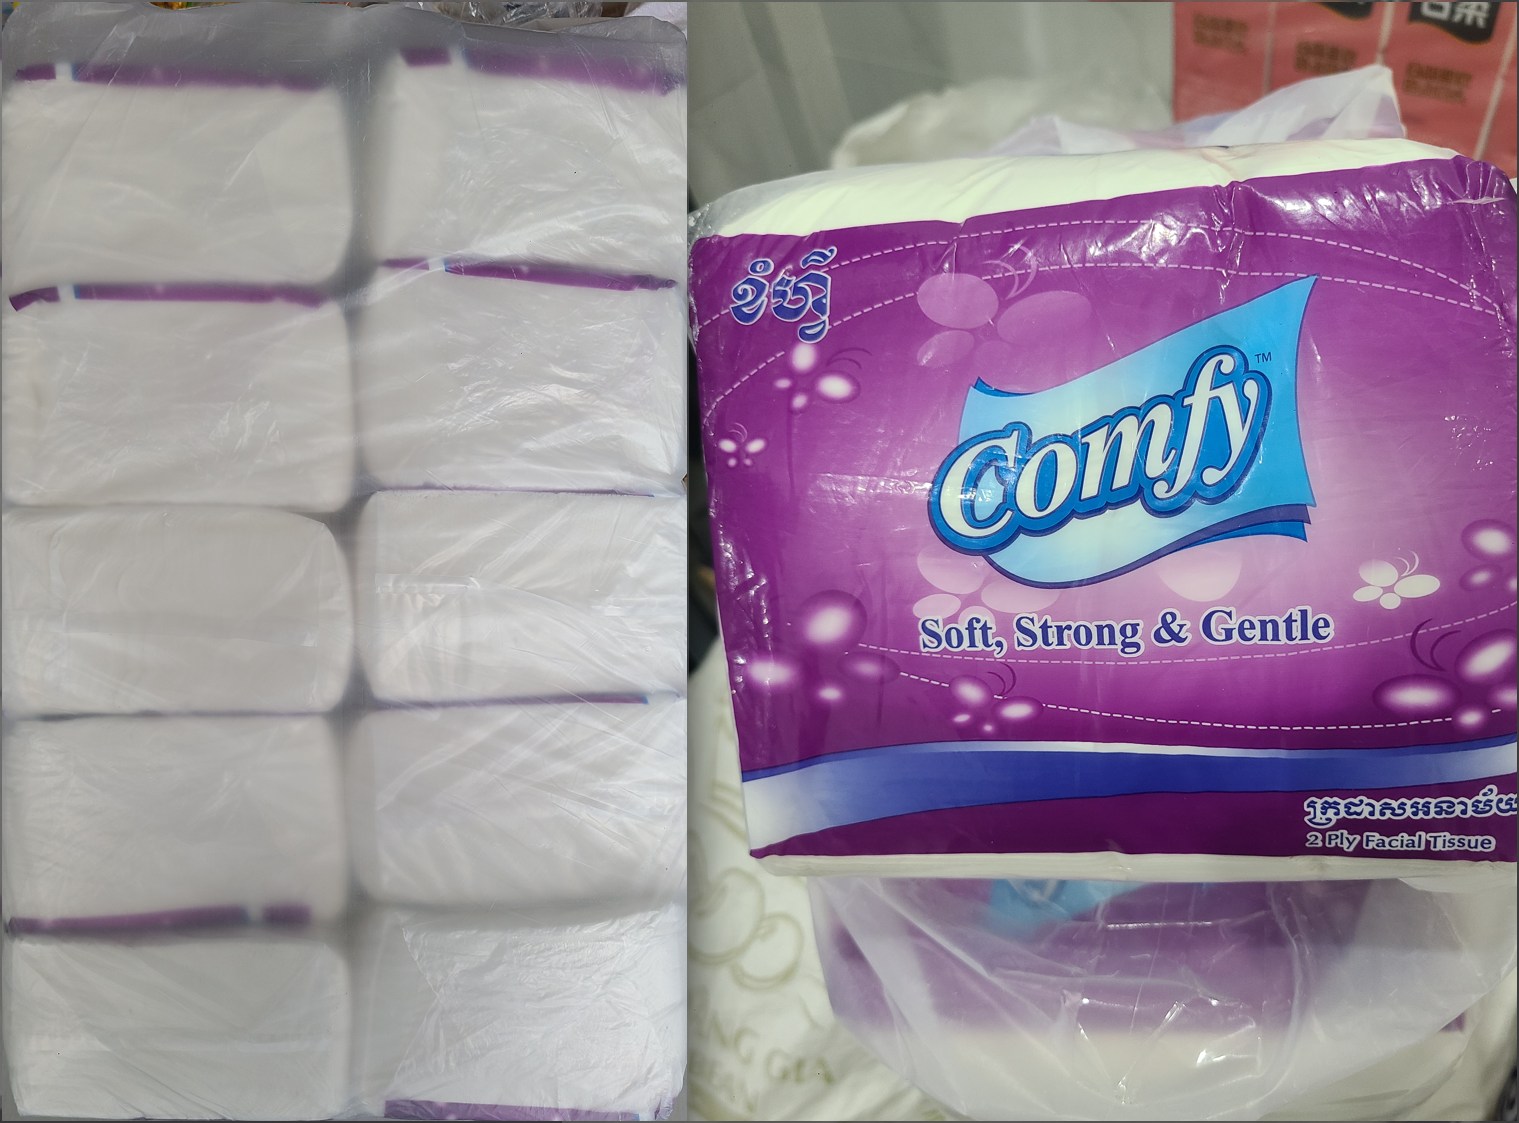 ខំហ្វី
Comfy™
Soft, Strong & Gentle
ក្រដាសអនាម័យ
2 Ply Facial Tissue